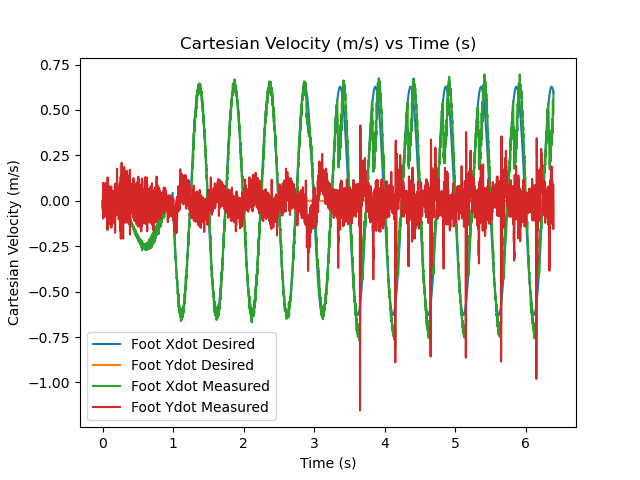 Cartesian Velocity (m/s) vs Time (s)
Cartesian Velocity (m/s)
0.75
0.50
0.25
0.00
−0.25
−0.50
−0.75
−1.00
Foot Xdot Desired
Foot Ydot Desired
Foot Xdot Measured
Foot Ydot Measured
0 1 2 3 4 5 6
Time (s)